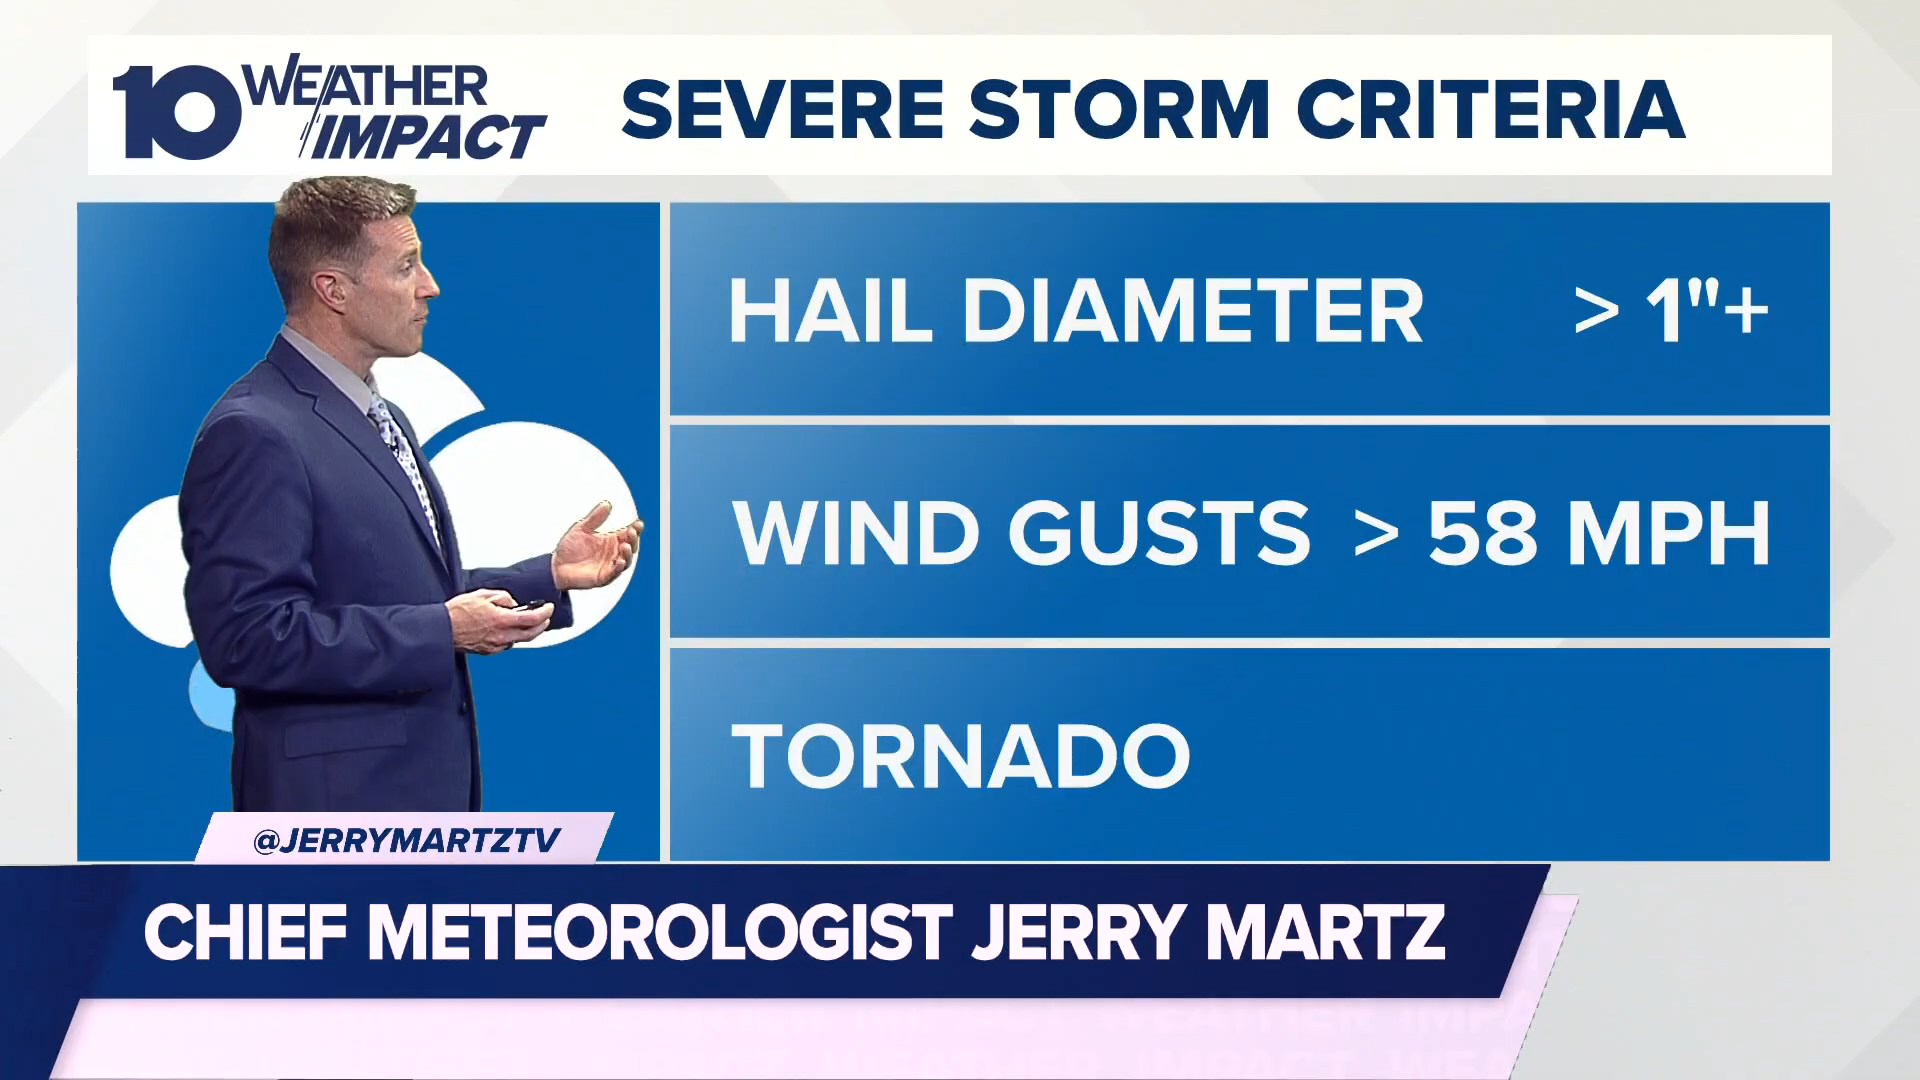 10 WEATHER IMPACT
SEVERE STORM CRITERIA
HAIL DIAMETER > 1"+
WIND GUSTS > 58 MPH
TORNADO
@JERRYMARTZTV
CHIEF METEOROLOGIST JERRY MARTZ